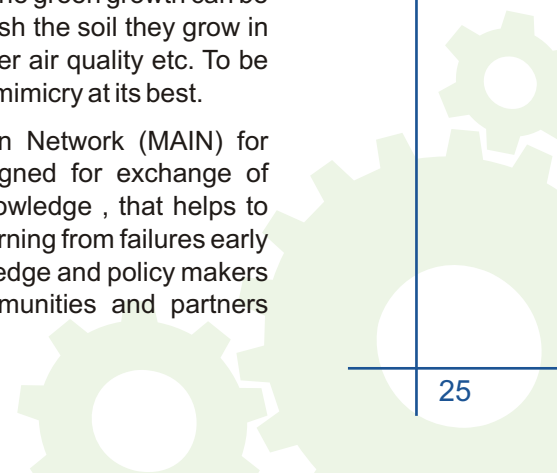 green growth can be
sh the soil they grow in
er air quality etc. To be
mimicry at its best.
n Network (MAIN) for
gned for exchange of
owledge , that helps to
rning from failures early
edge and policy makers
munities and partners
25